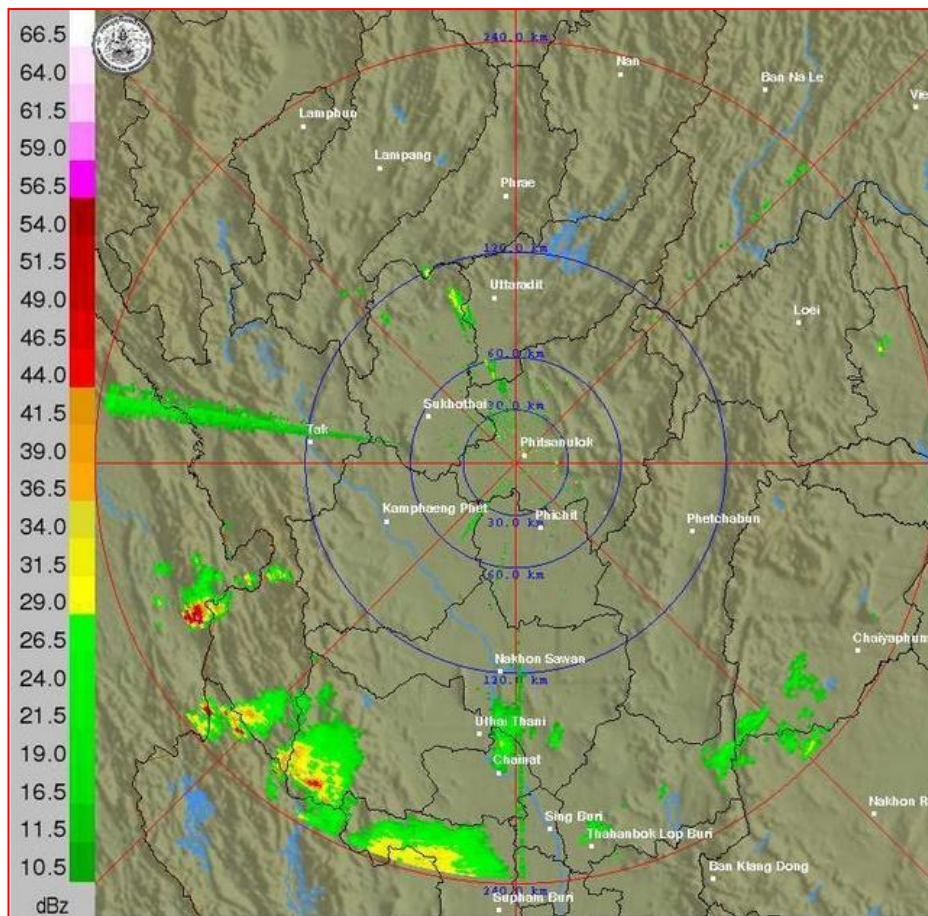 66.5
64.0
61.5
59.0
56.5
54.0
51.5
49.0
46.5
44.0
41.5
39.0
36.5
34.0
31.5
29.0
26.5
24.0
21.5
19.0
16.5
11.5
10.5
dBz
240.0 km
Nan
Ban Na Le
Vie
Lamphun
Lampang
Phrae
120.0 km
Uttaradit
Loei
60.0 km
Sukhothai
Tak
Phitsanulok
Kamphaeng Phet
Phichit
30.0 km
Phetchabun
60.0 km
Chaiyaphum
Nakhon Sawan
120.0 km
Uthai Thani
Chainat
Nakhon R
Sing Buri
Thahanbok Lop Buri
Ban Klang Dong
240.0 km
Supham Buri